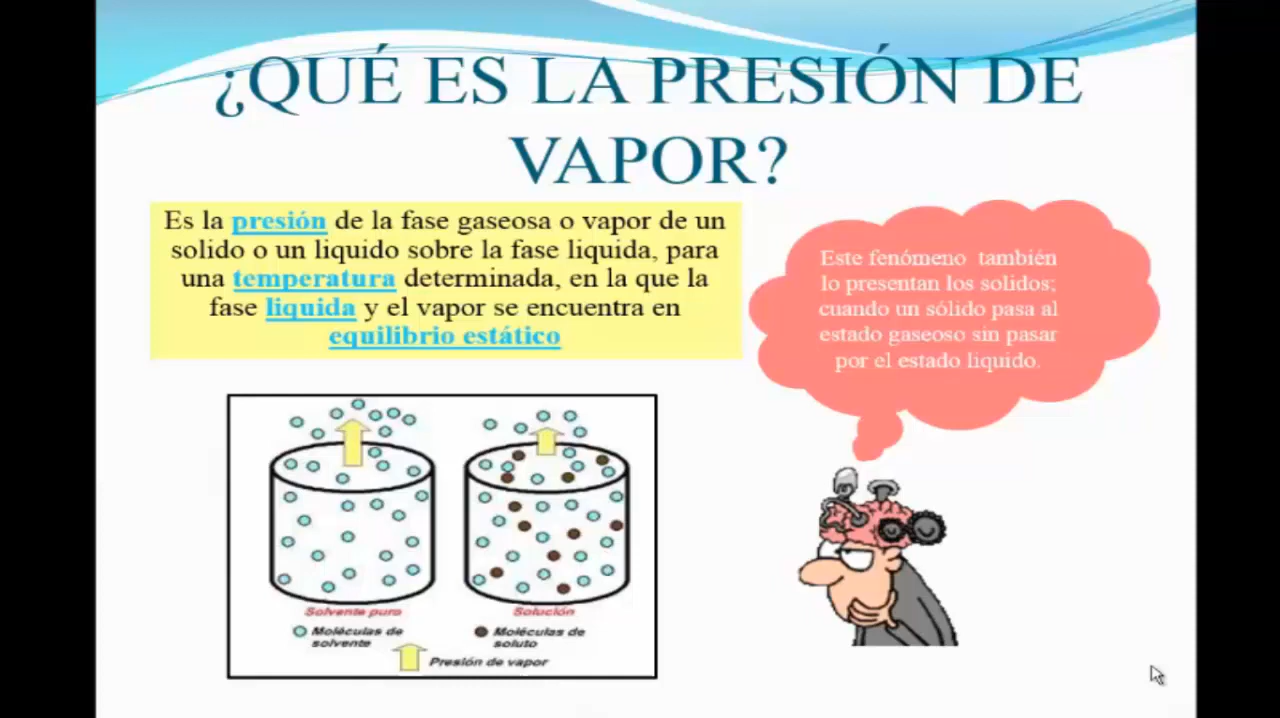 ¿QUÉ ES LA PRESIÓN DE
VAPOR?
Es la presión de la fase gaseosa o vapor de un
solido o un liquido sobre la fase liquida, para
una temperatura determinada, en la que la
fase liquida y el vapor se encuentra en
equilibrio estático
Este fenómeno también
lo presentan los solidos;
cuando un sólido pasa al
estado gaseoso sin pasar
por el estado liquido.
Solvente puro
Solución
Moléculas de
solvente
Moléculas de
soluto
Presión de vapor